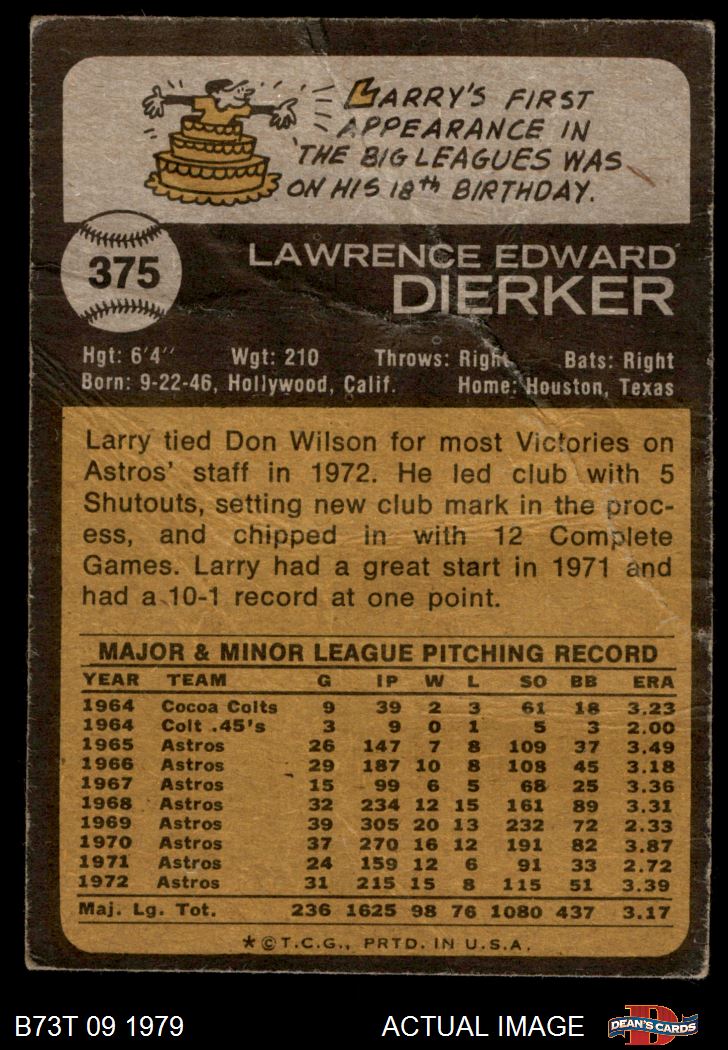 LARRY'S FIRST
APPEARANCE IN
THE BIG LEAGUES WAS
ON HIS 18th BIRTHDAY.
375
LAWRENCE EDWARD
DIERKER
Hgt: 6'4" Wgt: 210 Throws: Right Bats: Right
Born: 9-22-46, Hollywood, Calif. Home: Houston, Texas
Larry tied Don Wilson for most Victories on
Astros' staff in 1972. He led club with 5
Shutouts, setting new club mark in the proc-
ess, and chipped in with 12 Complete
Games. Larry had a great start in 1971 and
had a 10-1 record at one point.
MAJOR & MINOR LEAGUE PITCHING RECORD
YEAR TEAM G IP W L SO BB ERA
1964 Cocoa Colts 9 39 2 3 61 18 3.23
1964 Colt .45's 3 9 0 1 5 3 2.00
1965 Astros 26 147 7 8 109 37 3.49
1966 Astros 29 187 10 8 108 45 3.18
1967 Astros 15 99 6 5 68 25 3.36
1968 Astros 32 234 12 15 161 89 3.31
1969 Astros 39 305 20 13 232 72 2.33
1970 Astros 37 270 16 12 191 82 3.87
1971 Astros 24 159 12 6 91 33 2.72
1972 Astros 31 215 15 8 115 51 3.39
Maj. Lg. Tot. 236 1625 98 76 1080 437 3.17
*©T.C.G., PRTD. IN U.S.A.
B73T 09 1979 ACTUAL IMAGE DEAN'S CARDS